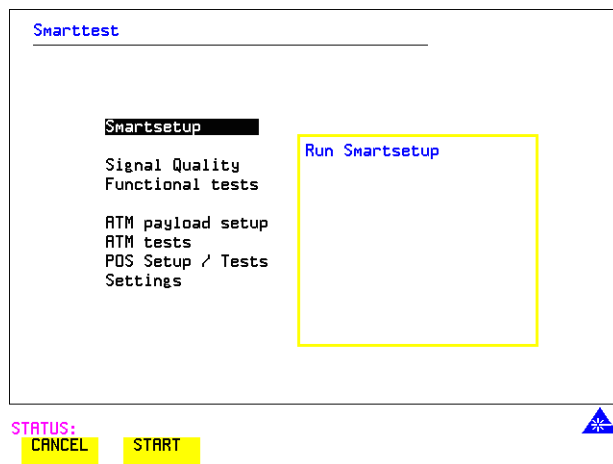 Smarttest
Smartsetup
Run Smartsetup
Signal Quality
Functional tests
ATM payload setup
ATM tests
POS Setup / Tests
Settings
STATUS:
CANCEL START